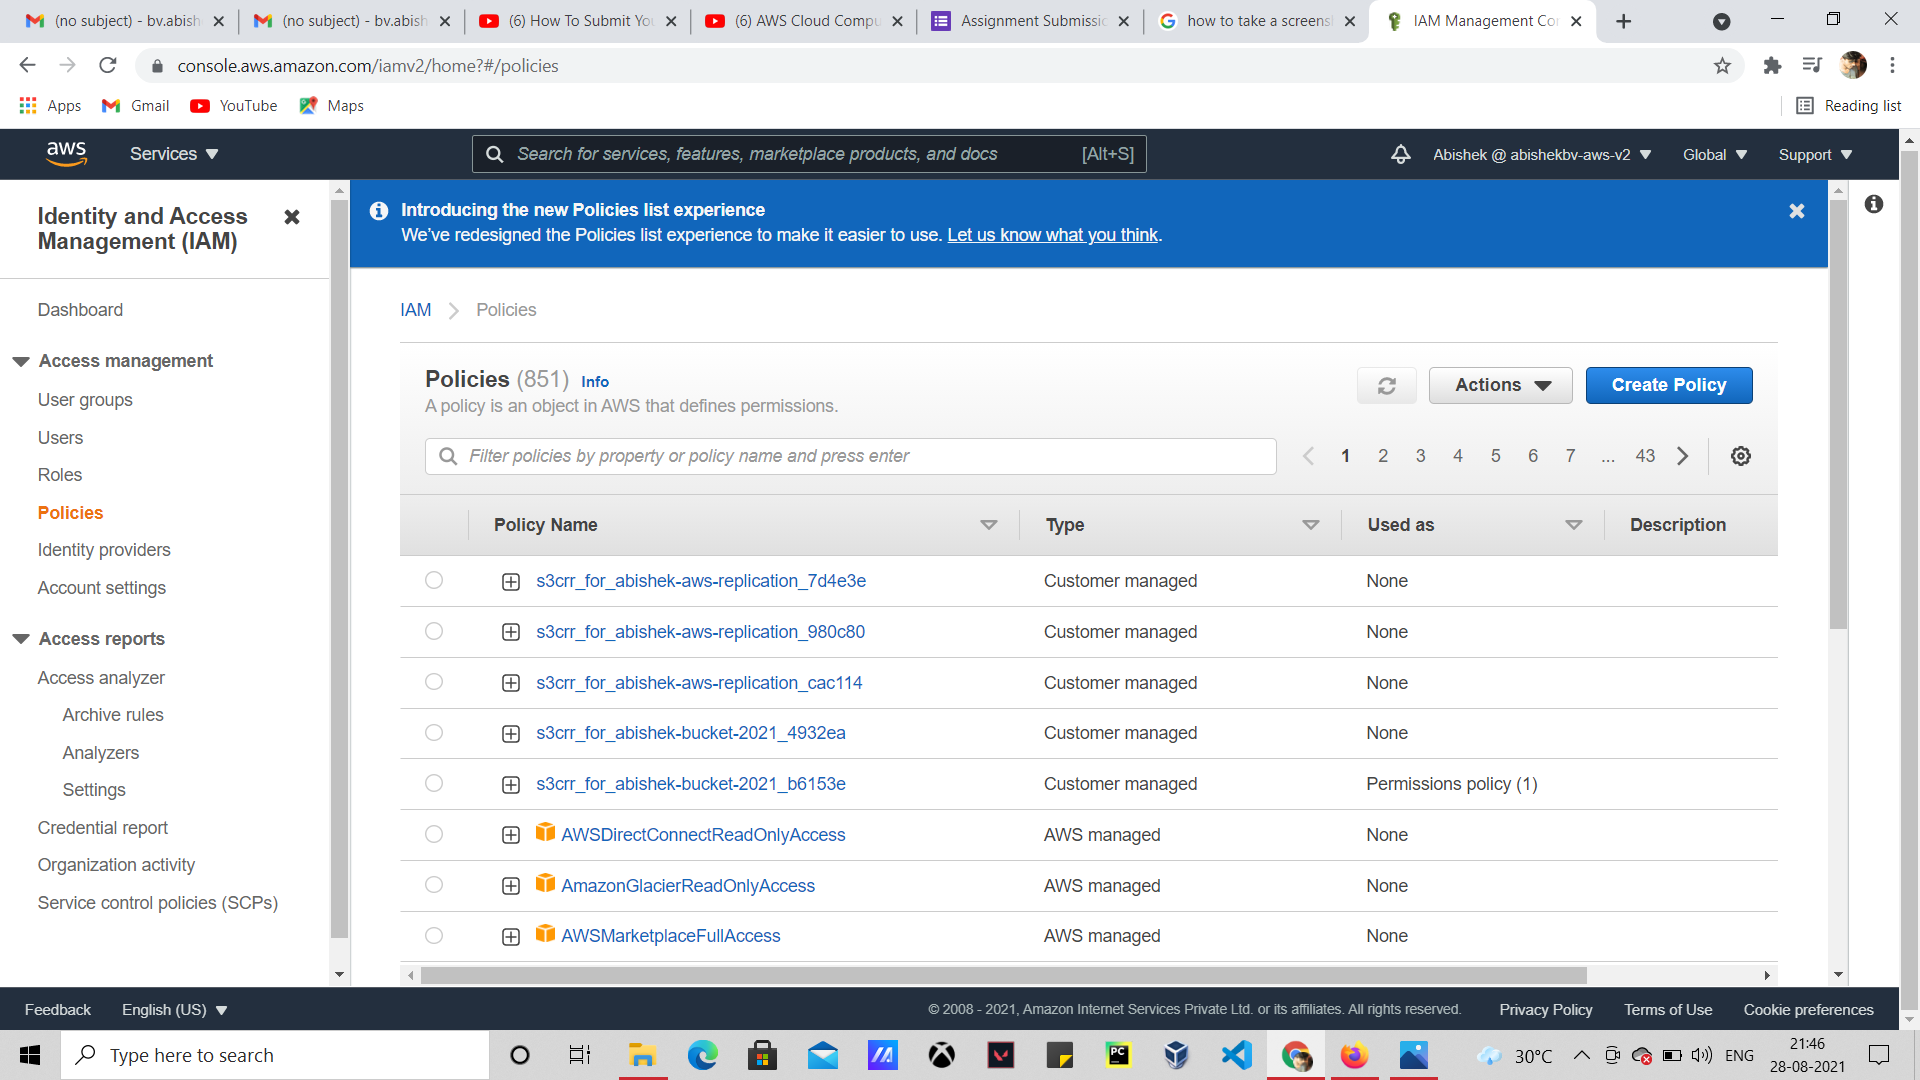 (no subject) - bv.abish
(no subject) - bv.abish
(6) How To Submit Yo
(6) AWS Cloud Compu
Assignment Submissio
how to take a screensh
IAM Management Co
console.aws.amazon.com/iamv2/home?#/policies
Apps
Gmail
YouTube
Maps
Reading list
aws
Services
Search for services, features, marketplace products, and docs
[Alt+S]
Abishek @ abishekbv-aws-v2
Global
Support
Identity and Access
Management (IAM)
Dashboard
Access management
User groups
Users
Roles
Policies
Identity providers
Account settings
Access reports
Access analyzer
Archive rules
Analyzers
Settings
Credential report
Organization activity
Service control policies (SCPs)
Introducing the new Policies list experience
We've redesigned the Policies list experience to make it easier to use. Let us know what you think.
IAM
Policies
Policies (851) Info
A policy is an object in AWS that defines permissions.
Actions
Create Policy
Filter policies by property or policy name and press enter
1 2 3 4 5 6 7 ... 43
Policy Name Type Used as Description
s3crr_for_abishek-aws-replication_7d4e3e Customer managed None
s3crr_for_abishek-aws-replication_980c80 Customer managed None
s3crr_for_abishek-aws-replication_cac114 Customer managed None
s3crr_for_abishek-bucket-2021_4932ea Customer managed None
s3crr_for_abishek-bucket-2021_b6153e Customer managed Permissions policy (1)
AWSDirectConnectReadOnlyAccess AWS managed None
AmazonGlacierReadOnlyAccess AWS managed None
AWSMarketplaceFullAccess AWS managed None
Feedback
English (US)
© 2008 - 2021, Amazon Internet Services Private Ltd. or its affiliates. All rights reserved.
Privacy Policy
Terms of Use
Cookie preferences
Type here to search
PC
30°C
ENG
21:46
28-08-2021